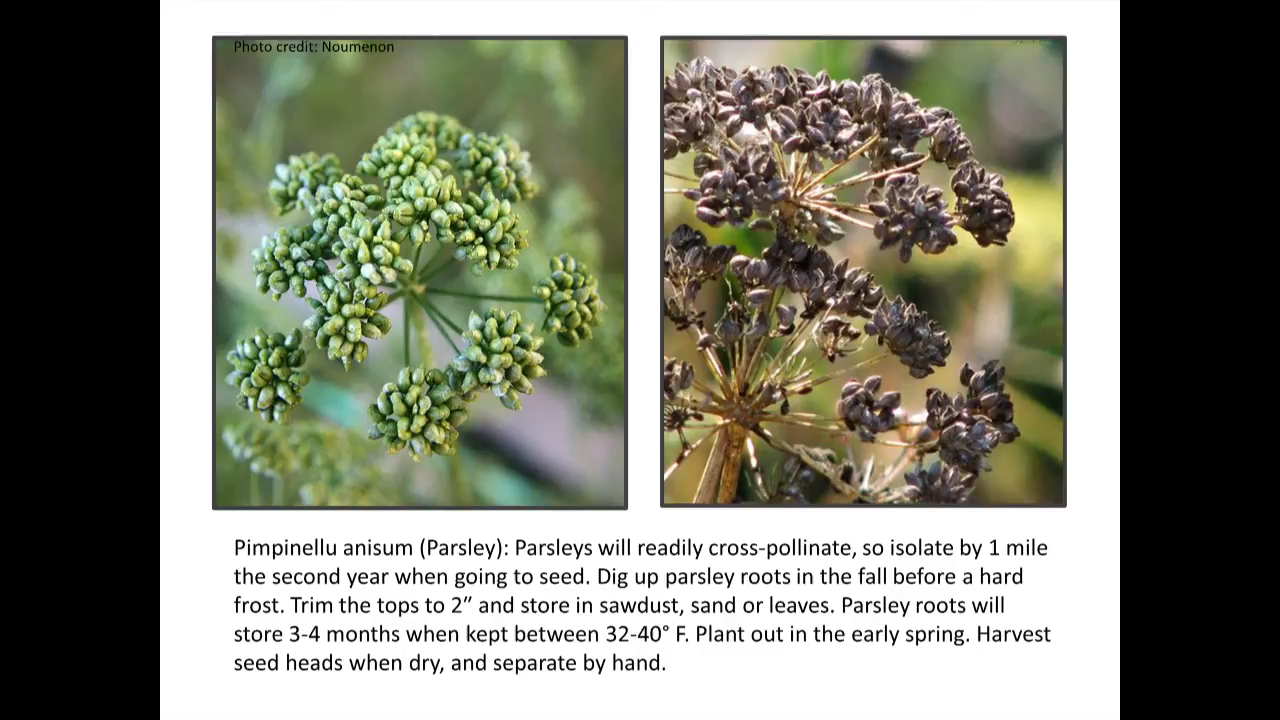 Photo credit: Noumenon
Pimpinellu anisum (Parsley): Parsleys will readily cross-pollinate, so isolate by 1 mile
the second year when going to seed. Dig up parsley roots in the fall before a hard
frost. Trim the tops to 2” and store in sawdust, sand or leaves. Parsley roots will
store 3-4 months when kept between 32-40° F. Plant out in the early spring. Harvest
seed heads when dry, and separate by hand.